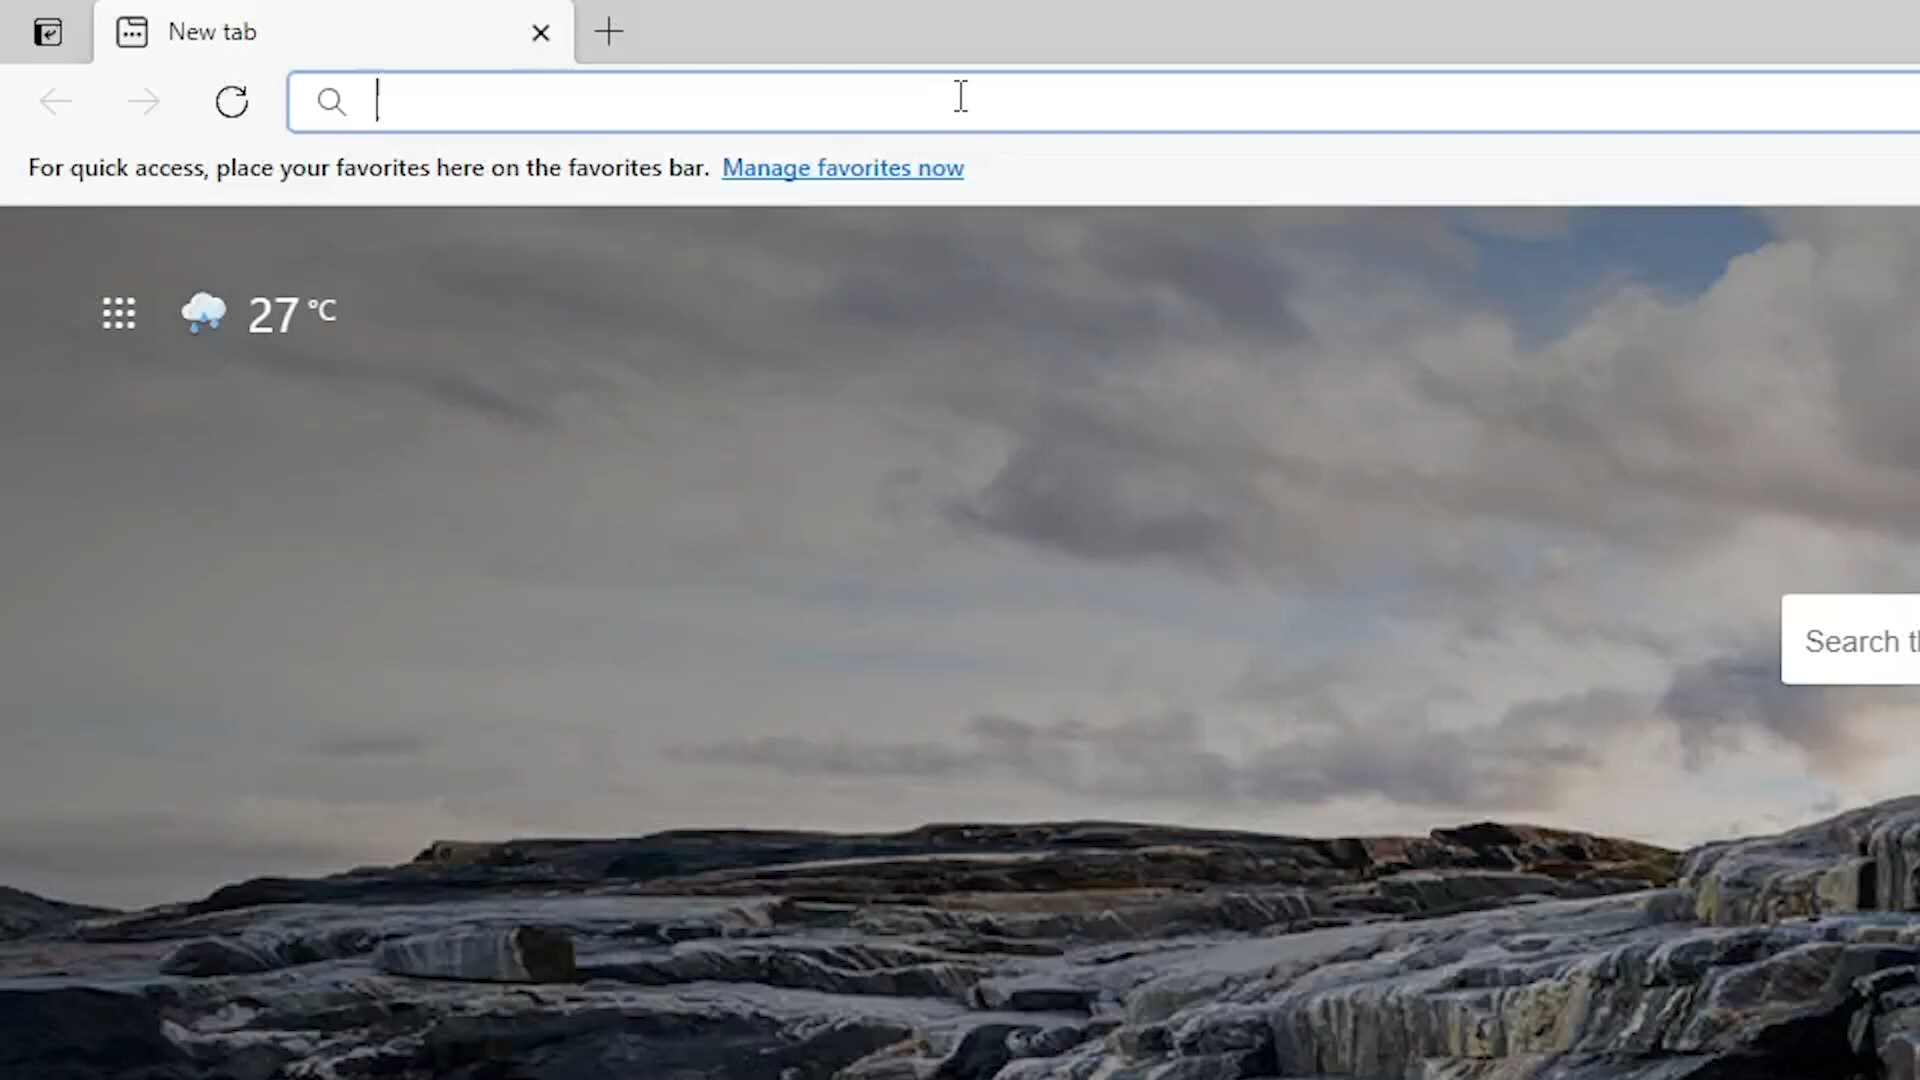 New tab
For quick access, place your favorites here on the favorites bar. Manage favorites now
27 °C
Search t